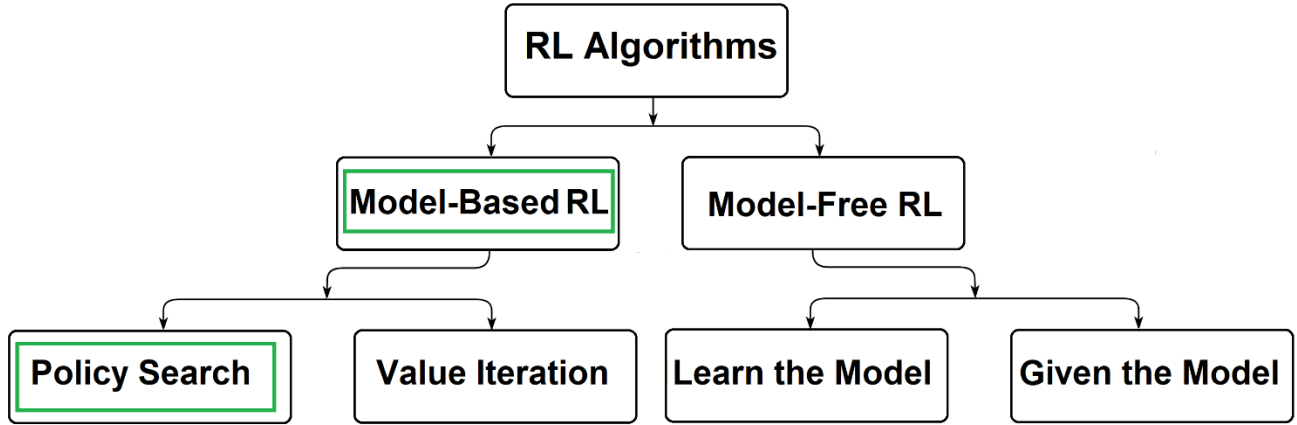 RL Algorithms
Model-Based RL
Model-Free RL
Policy Search
Value Iteration
Learn the Model
Given the Model